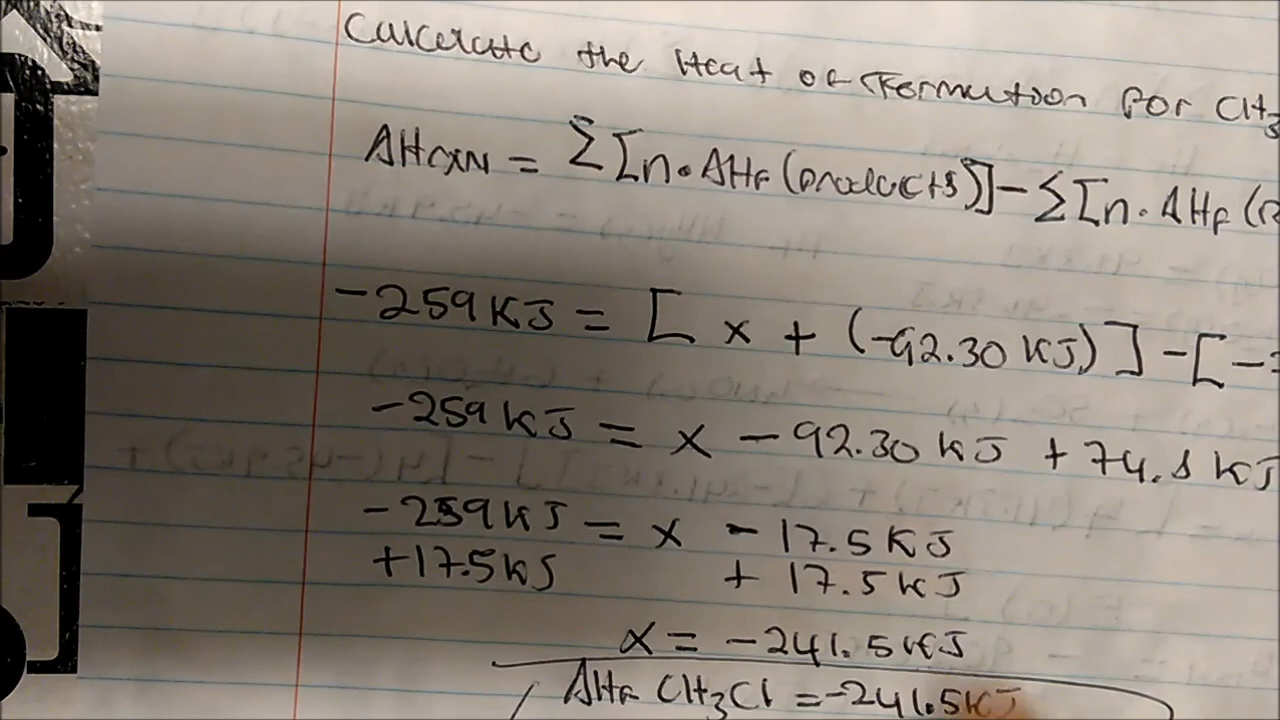 Calculate the Heat of Formation for CH3
ΔHrxn = Σ[n·ΔHf (products)] - Σ[n·ΔHf (
-259 KJ = [ x + (-92.30 KJ) ] - [ -
-259 KJ = x - 92.30 KJ + 74.8 KJ
-259 KJ = x - 17.5 KJ
+17.5 KJ + 17.5 KJ
x = -241.5 KJ
ΔHf CH3Cl = -241.5 KJ